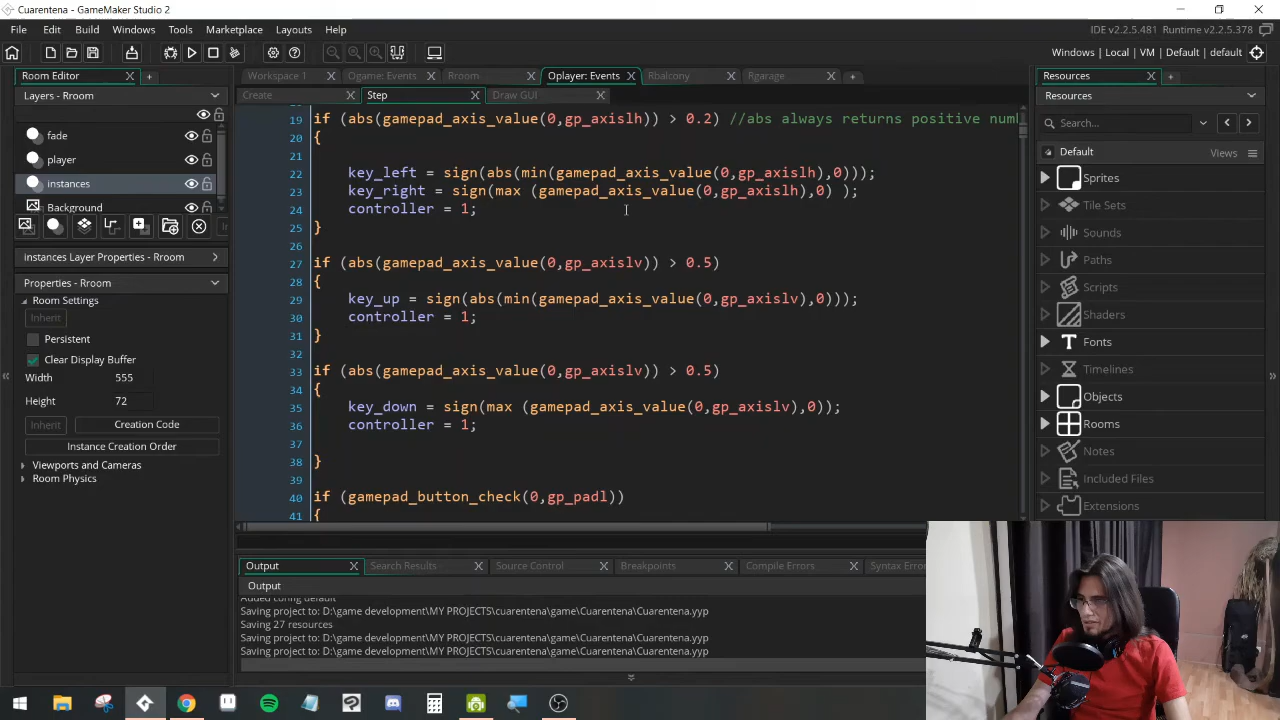 Cuarentena - GameMaker Studio 2
File Edit Build Windows Tools Marketplace Layouts Help
IDE v2.2.5.481 Runtime v2.2.5.378
Windows | Local | VM | Default | default
Room Editor
Workspace 1
Ogame: Events
Rroom
Oplayer: Events
Rbalcony
Rgarage
Resources
Layers - Rroom
Create
Step
Draw GUI
Resources
fade
player
instances
Background
instances Layer Properties - Rroom
Properties - Rroom
Room Settings
Inherit
Persistent
Clear Display Buffer
Width 555
Height 72
Inherit
Creation Code
Instance Creation Order
Viewports and Cameras
Room Physics
19 if (abs(gamepad_axis_value(0,gp_axislh)) > 0.2) //abs always returns positive num
20 {
21
22 key_left = sign(abs(min(gamepad_axis_value(0,gp_axislh),0)));
23 key_right = sign(max (gamepad_axis_value(0,gp_axislh),0) );
24 controller = 1;
25 }
26
27 if (abs(gamepad_axis_value(0,gp_axislv)) > 0.5)
28 {
29 key_up = sign(abs(min(gamepad_axis_value(0,gp_axislv),0)));
30 controller = 1;
31 }
32
33 if (abs(gamepad_axis_value(0,gp_axislv)) > 0.5)
34 {
35 key_down = sign(max (gamepad_axis_value(0,gp_axislv),0));
36 controller = 1;
37
38 }
39
40 if (gamepad_button_check(0,gp_padl))
41 {
Search...
Default
Views
Sprites
Tile Sets
Sounds
Paths
Scripts
Shaders
Fonts
Timelines
Objects
Rooms
Notes
Included Files
Extensions
Output
Search Results
Source Control
Breakpoints
Compile Errors
Syntax Erro
Output
Added config default
Saving project to: D:\game development\MY PROJECTS\cuarentena\game\Cuarentena\Cuarentena.yyp
Saving 27 resources
Saving project to: D:\game development\MY PROJECTS\cuarentena\game\Cuarentena\Cuarentena.yyp
Saving project to: D:\game development\MY PROJECTS\cuarentena\game\Cuarentena\Cuarentena.yyp